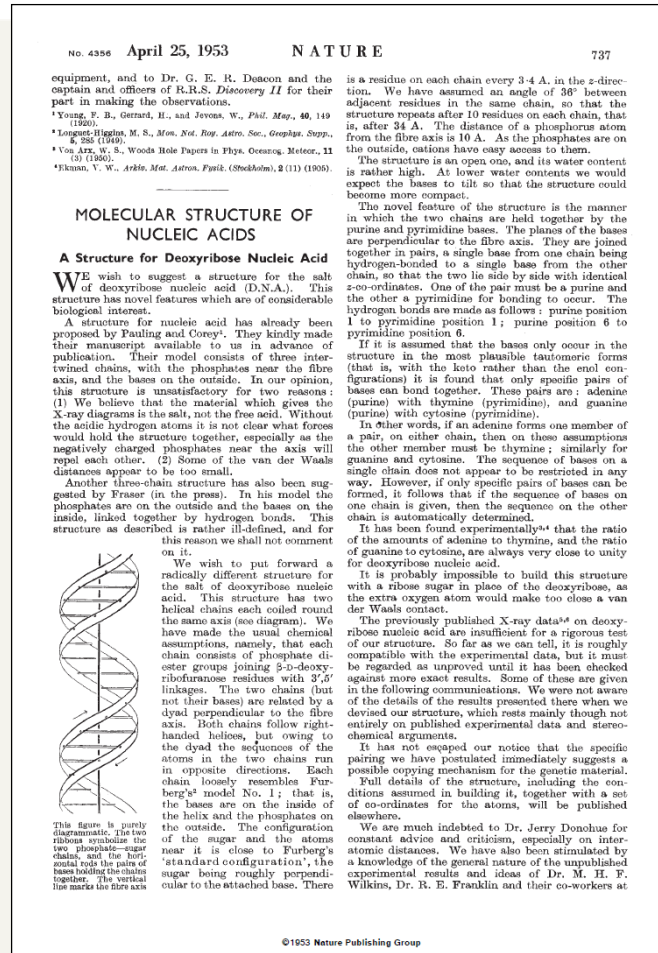 No. 4356 April 25, 1953 NATURE 737
equipment, and to Dr. G. E. R. Deacon and the
captain and officers of R.R.S. Discovery II for their
part in making the observations.
¹ Young, F. B., Gerrard, H., and Jevons, W., Phil. Mag., 40, 149
(1920).
² Longuet-Higgins, M. S., Mon. Not. Roy. Astro. Soc., Geophys. Supp.,
5, 285 (1949).
³ Von Arx, W. S., Woods Hole Papers in Phys. Oceanog. Meteor., 11
(3) (1950).
⁴ Ekman, V. W., Arkiv. Mat. Astron. Fysik. (Stockholm), 2 (11) (1905).
MOLECULAR STRUCTURE OF
NUCLEIC ACIDS
A Structure for Deoxyribose Nucleic Acid
WE wish to suggest a structure for the salt
of deoxyribose nucleic acid (D.N.A.). This
structure has novel features which are of considerable
biological interest.
A structure for nucleic acid has already been
proposed by Pauling and Corey¹. They kindly made
their manuscript available to us in advance of
publication. Their model consists of three inter-
twined chains, with the phosphates near the fibre
axis, and the bases on the outside. In our opinion,
this structure is unsatisfactory for two reasons :
(1) We believe that the material which gives the
X-ray diagrams is the salt, not the free acid. Without
the acidic hydrogen atoms it is not clear what forces
would hold the structure together, especially as the
negatively charged phosphates near the axis will
repel each other. (2) Some of the van der Waals
distances appear to be too small.
Another three-chain structure has also been sug-
gested by Fraser (in the press). In his model the
phosphates are on the outside and the bases on the
inside, linked together by hydrogen bonds. This
structure as described is rather ill-defined, and for
this reason we shall not comment
on it.
We wish to put forward a
radically different structure for
the salt of deoxyribose nucleic
acid. This structure has two
helical chains each coiled round
the same axis (see diagram). We
have made the usual chemical
assumptions, namely, that each
chain consists of phosphate di-
ester groups joining β-D-deoxy-
ribofuranose residues with 3′,5′
linkages. The two chains (but
not their bases) are related by a
dyad perpendicular to the fibre
axis. Both chains follow right-
handed helices, but owing to
the dyad the sequences of the
atoms in the two chains run
in opposite directions. Each
chain loosely resembles Fur-
berg's² model No. 1 ; that is,
the bases are on the inside of
the helix and the phosphates on
the outside. The configuration
of the sugar and the atoms
near it is close to Furberg's
'standard configuration', the
sugar being roughly perpendi-
cular to the attached base. There
This figure is purely
diagrammatic. The two
ribbons symbolize the
two phosphate—sugar
chains, and the hori-
zontal rods the pairs of
bases holding the chains
together. The vertical
line marks the fibre axis
is a residue on each chain every 3·4 A. in the z-direc-
tion. We have assumed an angle of 36° between
adjacent residues in the same chain, so that the
structure repeats after 10 residues on each chain, that
is, after 34 A. The distance of a phosphorus atom
from the fibre axis is 10 A. As the phosphates are on
the outside, cations have easy access to them.
The structure is an open one, and its water content
is rather high. At lower water contents we would
expect the bases to tilt so that the structure could
become more compact.
The novel feature of the structure is the manner
in which the two chains are held together by the
purine and pyrimidine bases. The planes of the bases
are perpendicular to the fibre axis. They are joined
together in pairs, a single base from one chain being
hydrogen-bonded to a single base from the other
chain, so that the two lie side by side with identical
z-co-ordinates. One of the pair must be a purine and
the other a pyrimidine for bonding to occur. The
hydrogen bonds are made as follows : purine position
1 to pyrimidine position 1 ; purine position 6 to
pyrimidine position 6.
If it is assumed that the bases only occur in the
structure in the most plausible tautomeric forms
(that is, with the keto rather than the enol con-
figurations) it is found that only specific pairs of
bases can bond together. These pairs are : adenine
(purine) with thymine (pyrimidine), and guanine
(purine) with cytosine (pyrimidine).
In other words, if an adenine forms one member of
a pair, on either chain, then on these assumptions
the other member must be thymine ; similarly for
guanine and cytosine. The sequence of bases on a
single chain does not appear to be restricted in any
way. However, if only specific pairs of bases can be
formed, it follows that if the sequence of bases on
one chain is given, then the sequence on the other
chain is automatically determined.
It has been found experimentally³,⁴ that the ratio
of the amounts of adenine to thymine, and the ratio
of guanine to cytosine, are always very close to unity
for deoxyribose nucleic acid.
It is probably impossible to build this structure
with a ribose sugar in place of the deoxyribose, as
the extra oxygen atom would make too close a van
der Waals contact.
The previously published X-ray data⁵,⁶ on deoxy-
ribose nucleic acid are insufficient for a rigorous test
of our structure. So far as we can tell, it is roughly
compatible with the experimental data, but it must
be regarded as unproved until it has been checked
against more exact results. Some of these are given
in the following communications. We were not aware
of the details of the results presented there when we
devised our structure, which rests mainly though not
entirely on published experimental data and stereo-
chemical arguments.
It has not escaped our notice that the specific
pairing we have postulated immediately suggests a
possible copying mechanism for the genetic material.
Full details of the structure, including the con-
ditions assumed in building it, together with a set
of co-ordinates for the atoms, will be published
elsewhere.
We are much indebted to Dr. Jerry Donohue for
constant advice and criticism, especially on inter-
atomic distances. We have also been stimulated by
a knowledge of the general nature of the unpublished
experimental results and ideas of Dr. M. H. F.
Wilkins, Dr. R. E. Franklin and their co-workers at
©1953 Nature Publishing Group